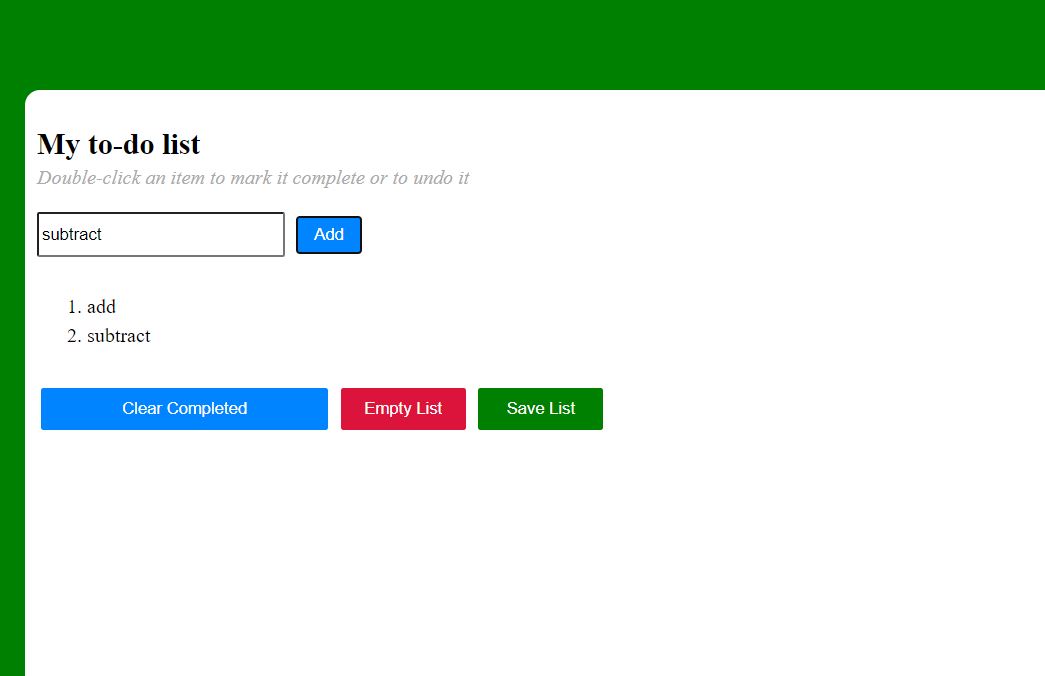 My to-do list
Double-click an item to mark it complete or to undo it
subtract Add
1. add
2. subtract
Clear Completed Empty List Save List